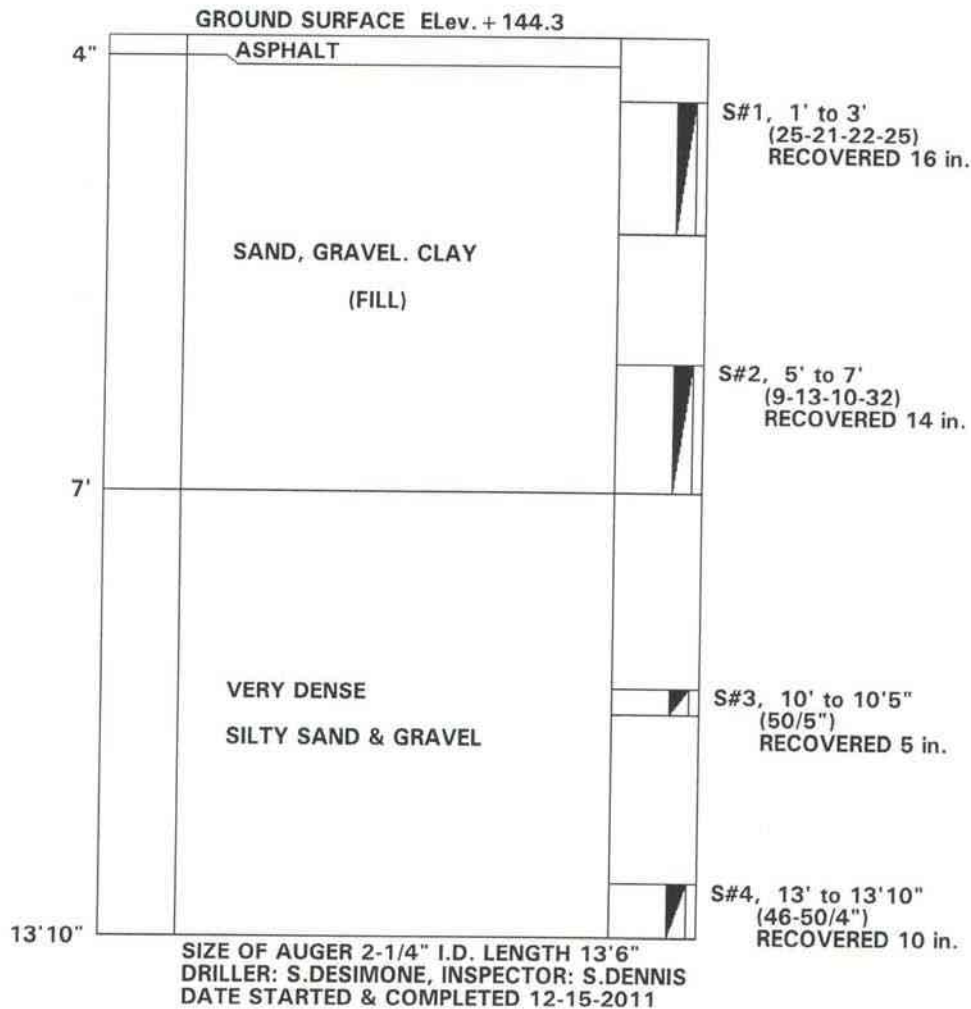 GROUND SURFACE ELev. + 144.3
4"
ASPHALT
S#1, 1' to 3'
(25-21-22-25)
RECOVERED 16 in.
SAND, GRAVEL. CLAY
(FILL)
S#2, 5' to 7'
(9-13-10-32)
RECOVERED 14 in.
7'
VERY DENSE
SILTY SAND & GRAVEL
S#3, 10' to 10'5"
(50/5")
RECOVERED 5 in.
S#4, 13' to 13'10"
(46-50/4")
RECOVERED 10 in.
13'10"
SIZE OF AUGER 2-1/4" I.D. LENGTH 13'6"
DRILLER: S.DESIMONE, INSPECTOR: S.DENNIS
DATE STARTED & COMPLETED 12-15-2011